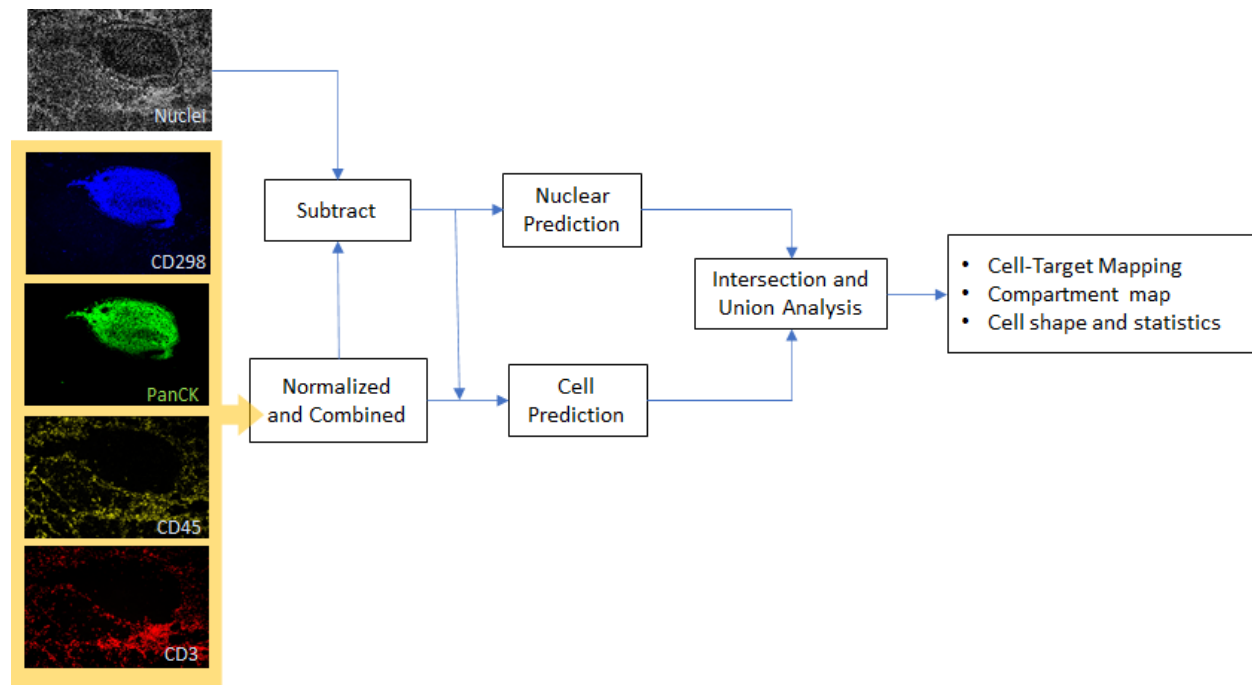 Nuclei
CD298
PanCK
CD45
CD3
Subtract
Normalized
and Combined
Nuclear
Prediction
Cell
Prediction
Intersection and
Union Analysis
• Cell-Target Mapping
• Compartment map
• Cell shape and statistics